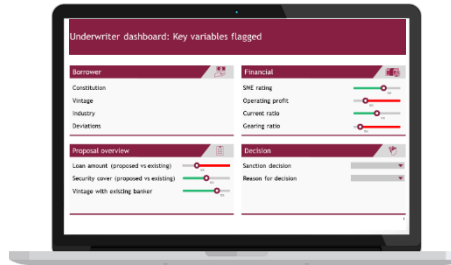 Underwriter dashboard: Key variables flagged
Borrower
Constitution
Vintage
Industry
Deviations
Financial
SME rating
Operating profit
Current ratio
Gearing ratio
Proposal overview
Loan amount (proposed vs existing)
Security cover (proposed vs existing)
Vintage with existing banker
Decision
Sanction decision
Reason for decision